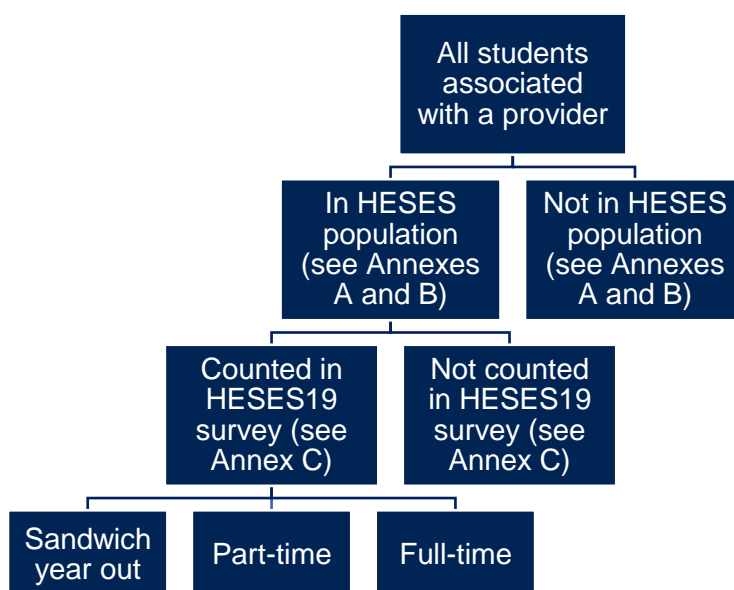 All students
associated
with a provider
In HESES
population
(see Annexes
A and B)
Not in HESES
population
(see Annexes
A and B)
Counted in
HESES19
survey (see
Annex C)
Not counted
in HESES19
survey (see
Annex C)
Sandwich
year out
Part-time
Full-time